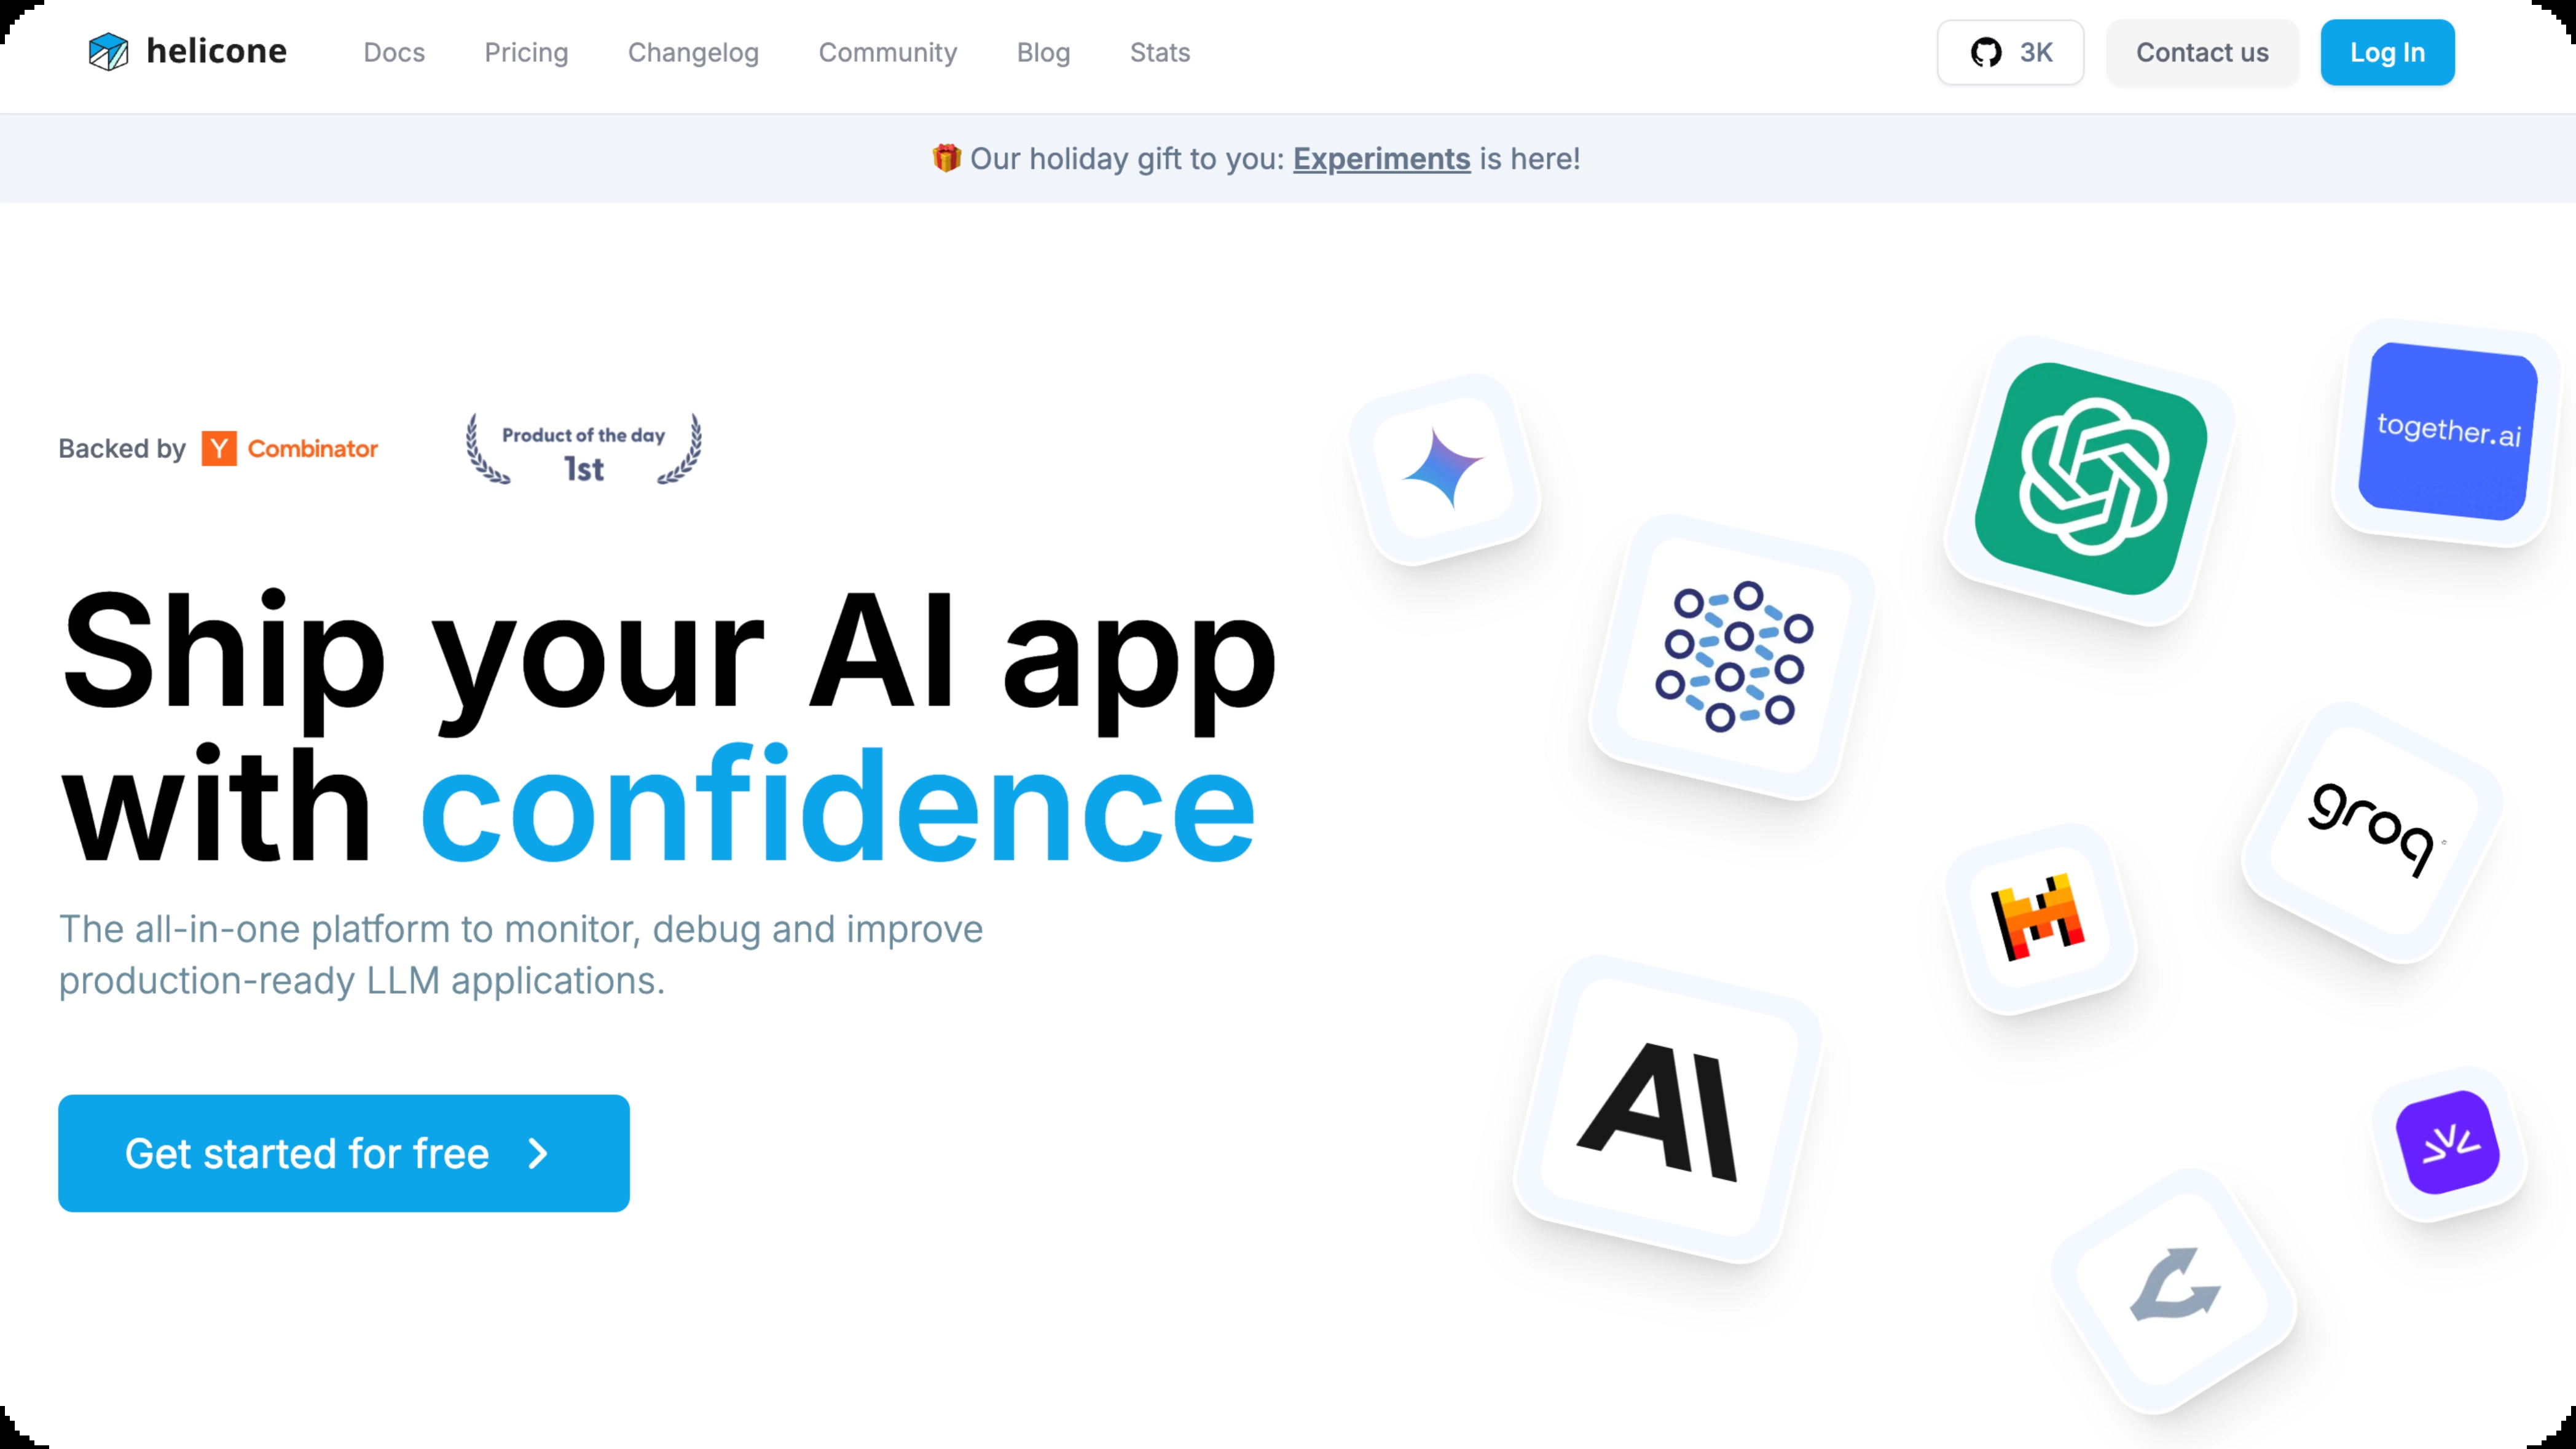 helicone
Docs
Pricing
Changelog
Community
Blog
Stats
3K
Contact us
Log In
🎁 Our holiday gift to you: Experiments is here!
Backed by Y Combinator
Product of the day
1st
Ship your AI app
with confidence
The all-in-one platform to monitor, debug and improve
production-ready LLM applications.
Get started for free
together.ai
groq
AI